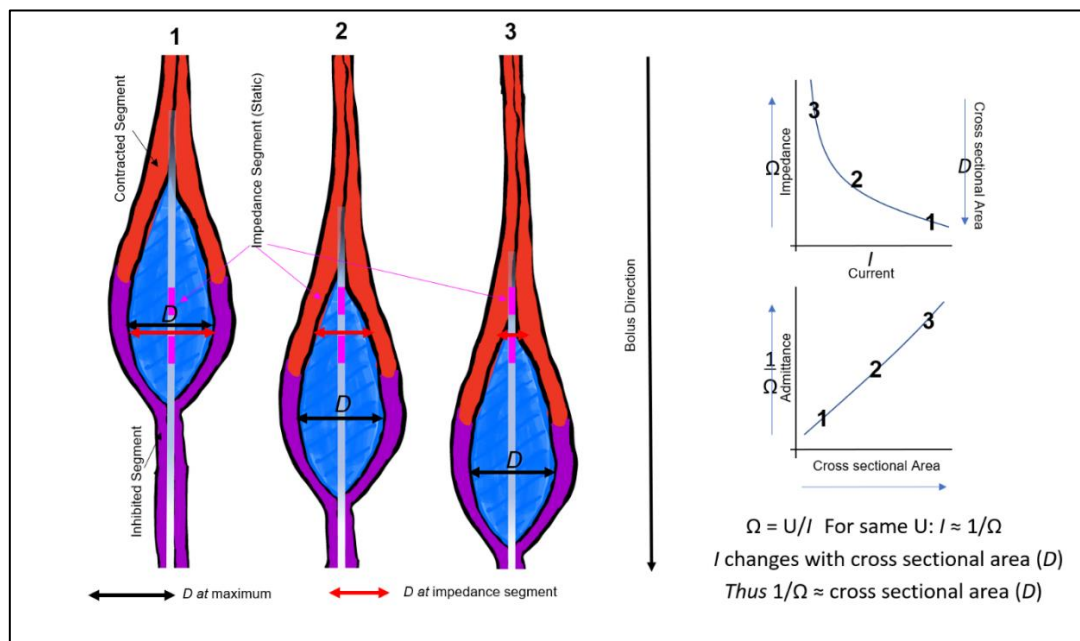 1
2
3
Contracted Segment
Impedance Segment (Static)
D
D
D
Inhibited Segment
Bolus Direction
D at maximum
D at impedance segment
3
2
1
Ω
Impedance
I
Current
Cross sectional Area
D
3
2
1
1
Ω
Admittance
Cross sectional Area
Ω = U/I For same U: I ≈ 1/Ω
I changes with cross sectional area (D)
Thus 1/Ω ≈ cross sectional area (D)